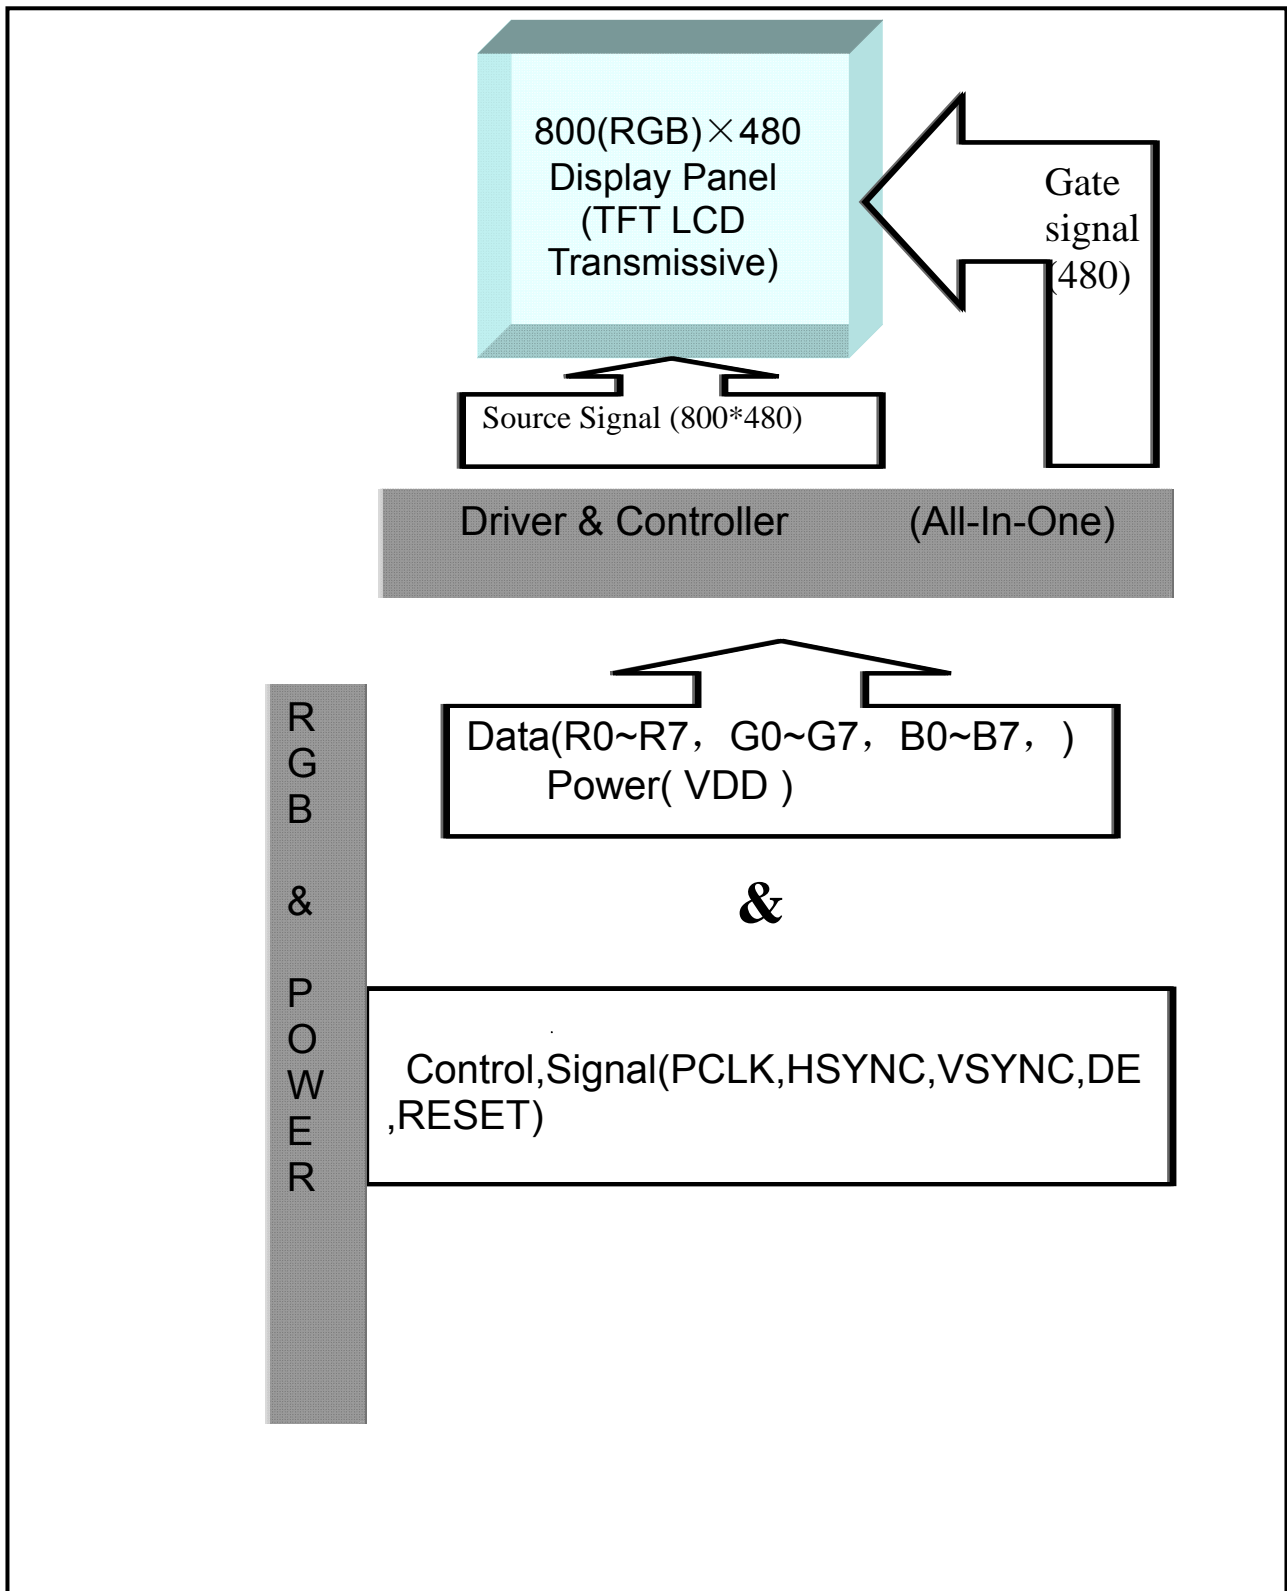 800(RGB)×480
Display Panel
(TFT LCD
Transmissive)
Gate
signal
(480)
Source Signal (800*480)
Driver & Controller (All-In-One)
Data(R0~R7，G0~G7，B0~B7，)
Power( VDD )
R
G
B
&
P
O
W
E
R
&
Control,Signal(PCLK,HSYNC,VSYNC,DE
,RESET)